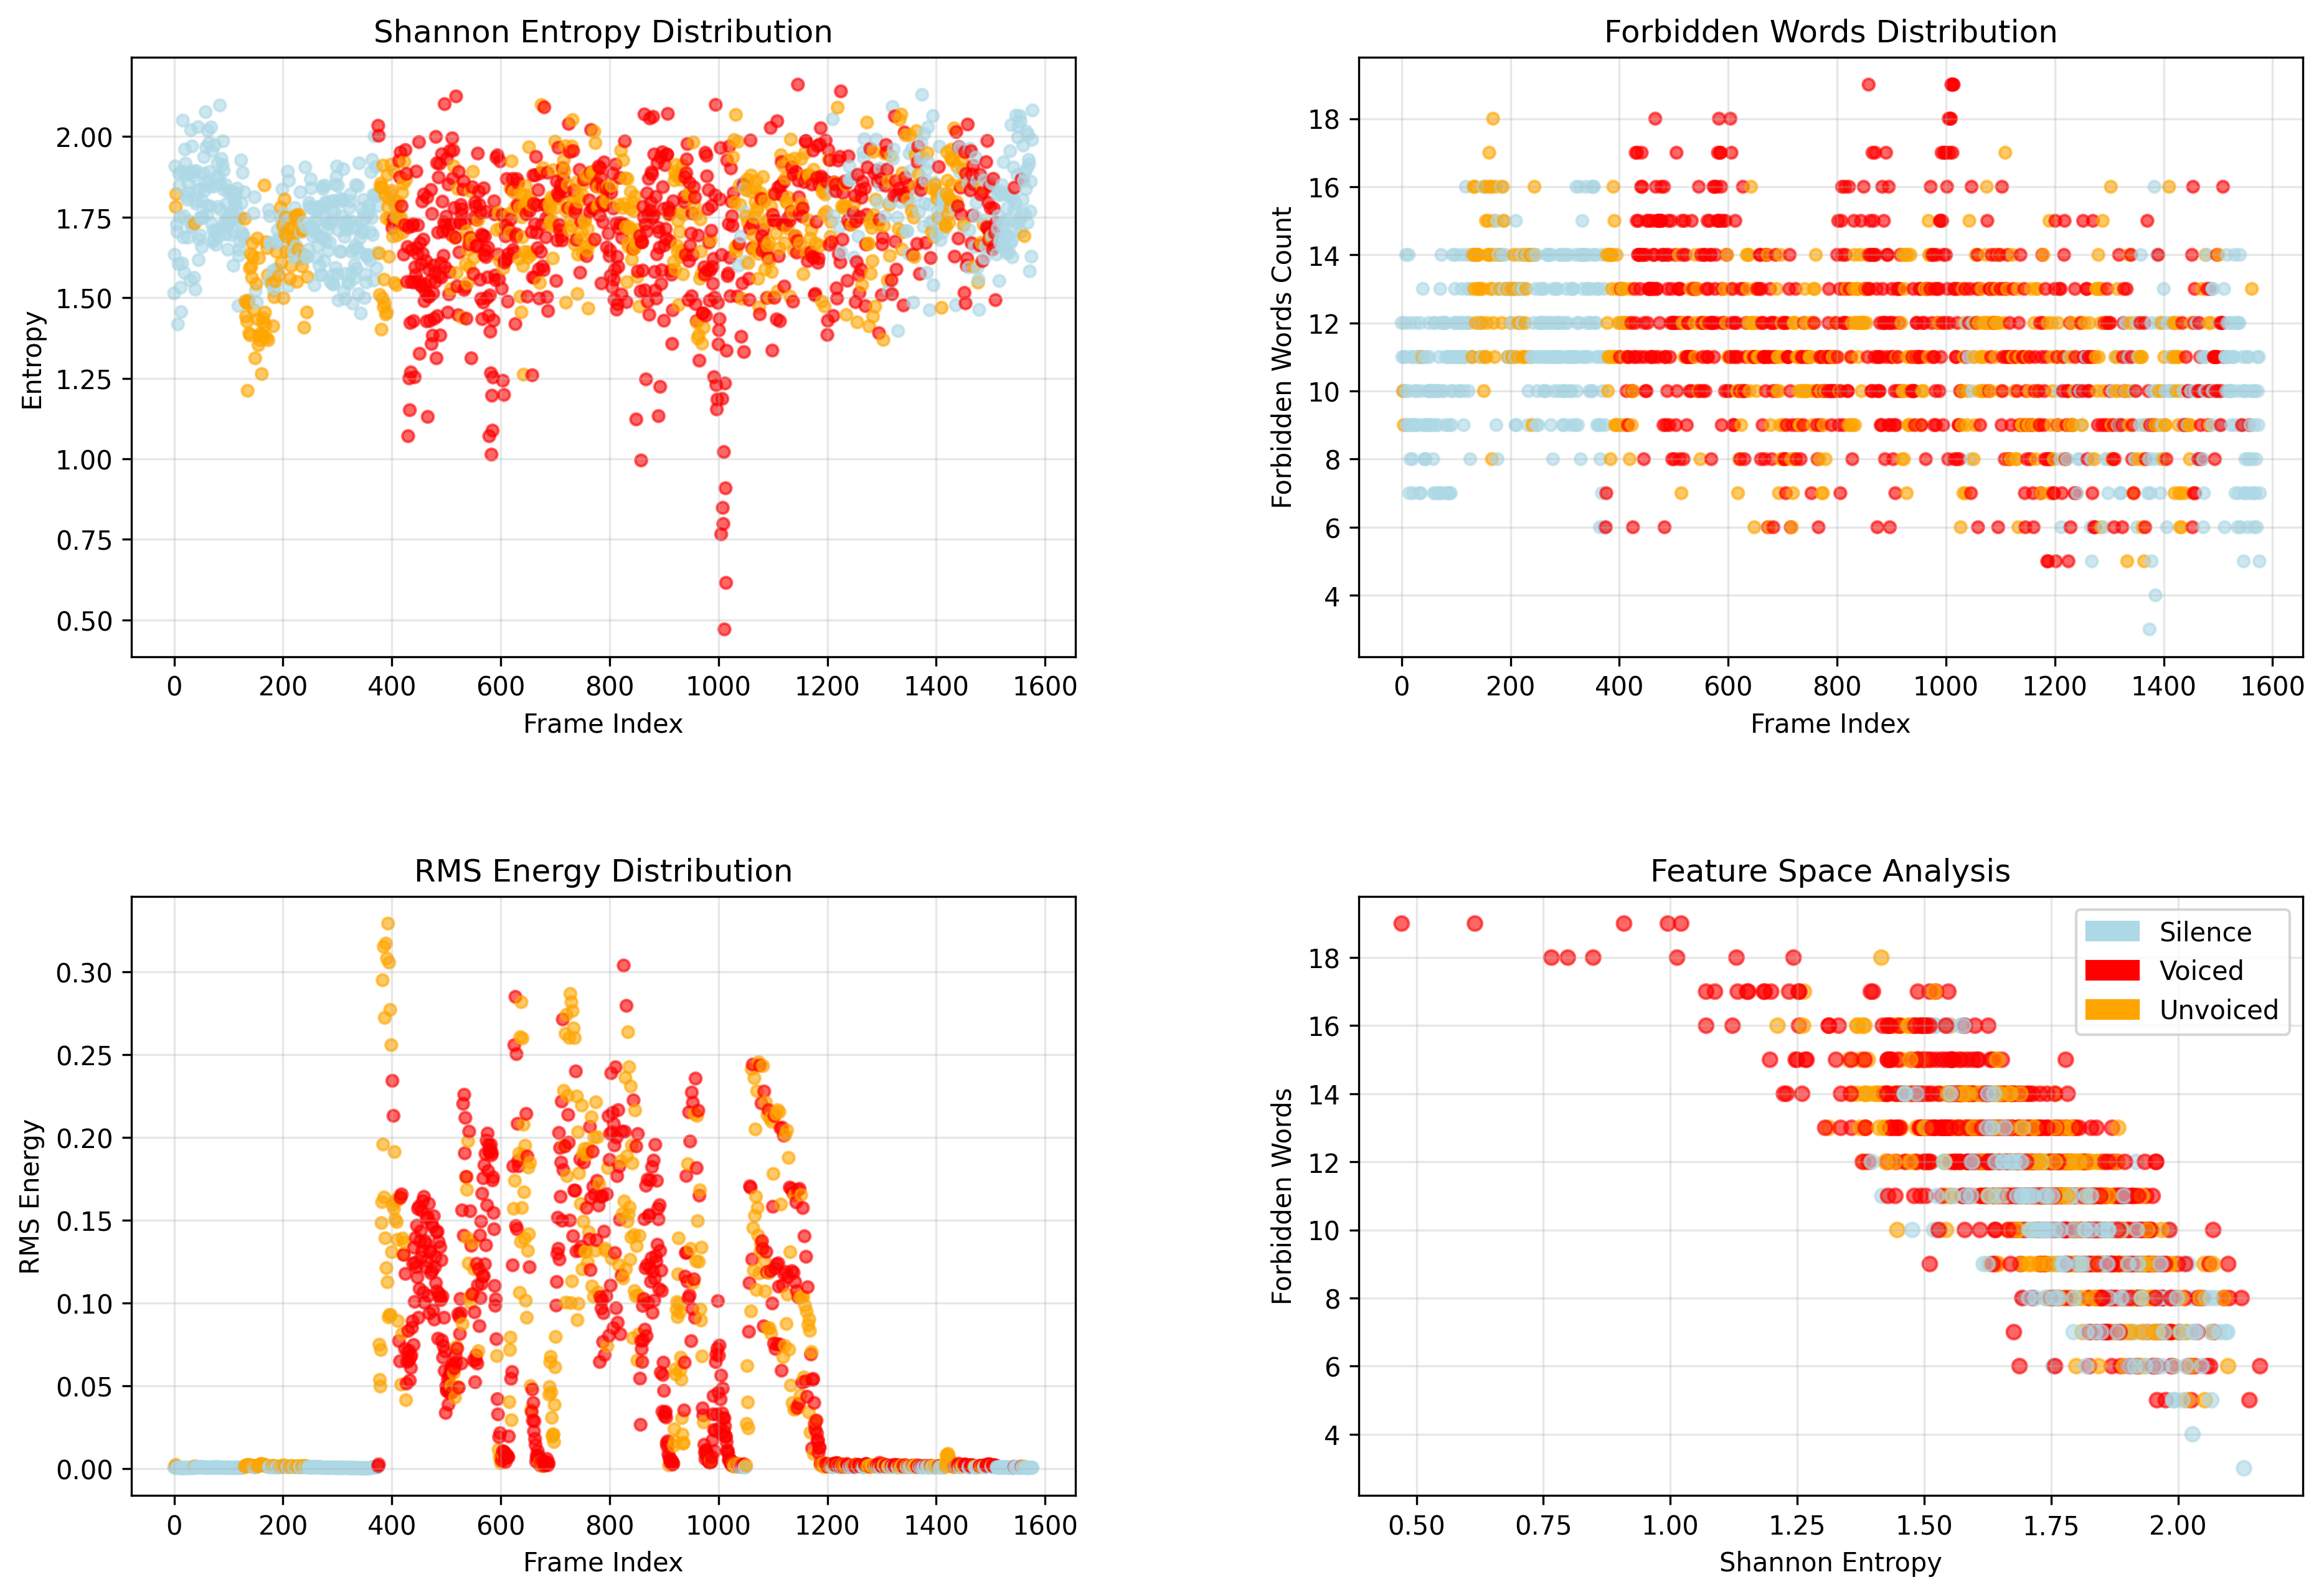 Shannon Entropy Distribution
Entropy
2.00
1.75
1.50
1.25
1.00
0.75
0.50
0 200 400 600 800 1000 1200 1400 1600
Frame Index
Forbidden Words Distribution
Forbidden Words Count
18
16
14
12
10
8
6
4
0 200 400 600 800 1000 1200 1400 1600
Frame Index
RMS Energy Distribution
RMS Energy
0.30
0.25
0.20
0.15
0.10
0.05
0.00
0 200 400 600 800 1000 1200 1400 1600
Frame Index
Feature Space Analysis
Forbidden Words
18
16
14
12
10
8
6
4
Silence
Voiced
Unvoiced
0.50 0.75 1.00 1.25 1.50 1.75 2.00
Shannon Entropy